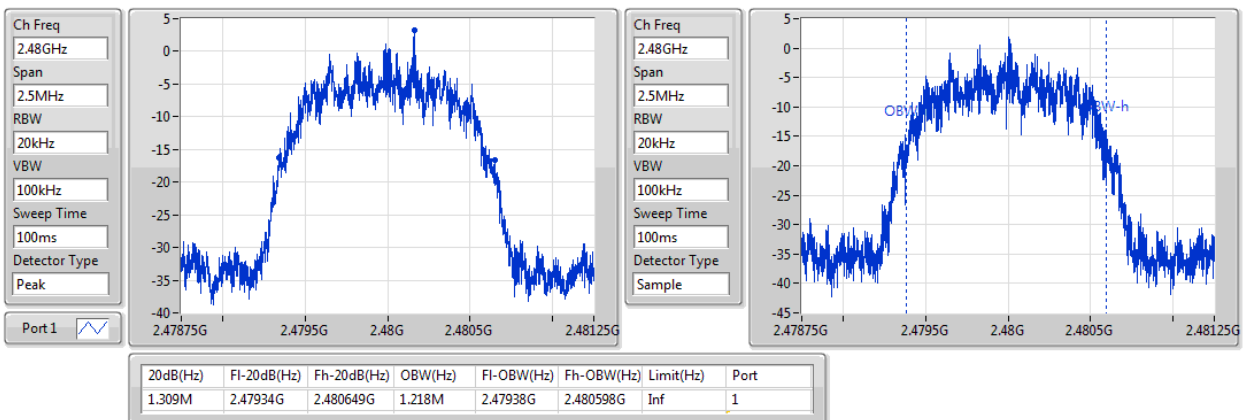 Ch Freq
2.48GHz
Span
2.5MHz
RBW
20kHz
VBW
100kHz
Sweep Time
100ms
Detector Type
Peak
Port 1
5
0
-5
-10
-15
-20
-25
-30
-35
-40
2.47875G 2.4795G 2.48G 2.4805G 2.48125G
Ch Freq
2.48GHz
Span
2.5MHz
RBW
20kHz
VBW
100kHz
Sweep Time
100ms
Detector Type
Sample
5
0
-5
-10
-15
-20
-25
-30
-35
-40
-45
2.47875G 2.4795G 2.48G 2.4805G 2.48125G
20dB(Hz) Fl-20dB(Hz) Fh-20dB(Hz) OBW(Hz) Fl-OBW(Hz) Fh-OBW(Hz) Limit(Hz) Port
1.309M 2.47934G 2.480649G 1.218M 2.47938G 2.480598G Inf 1